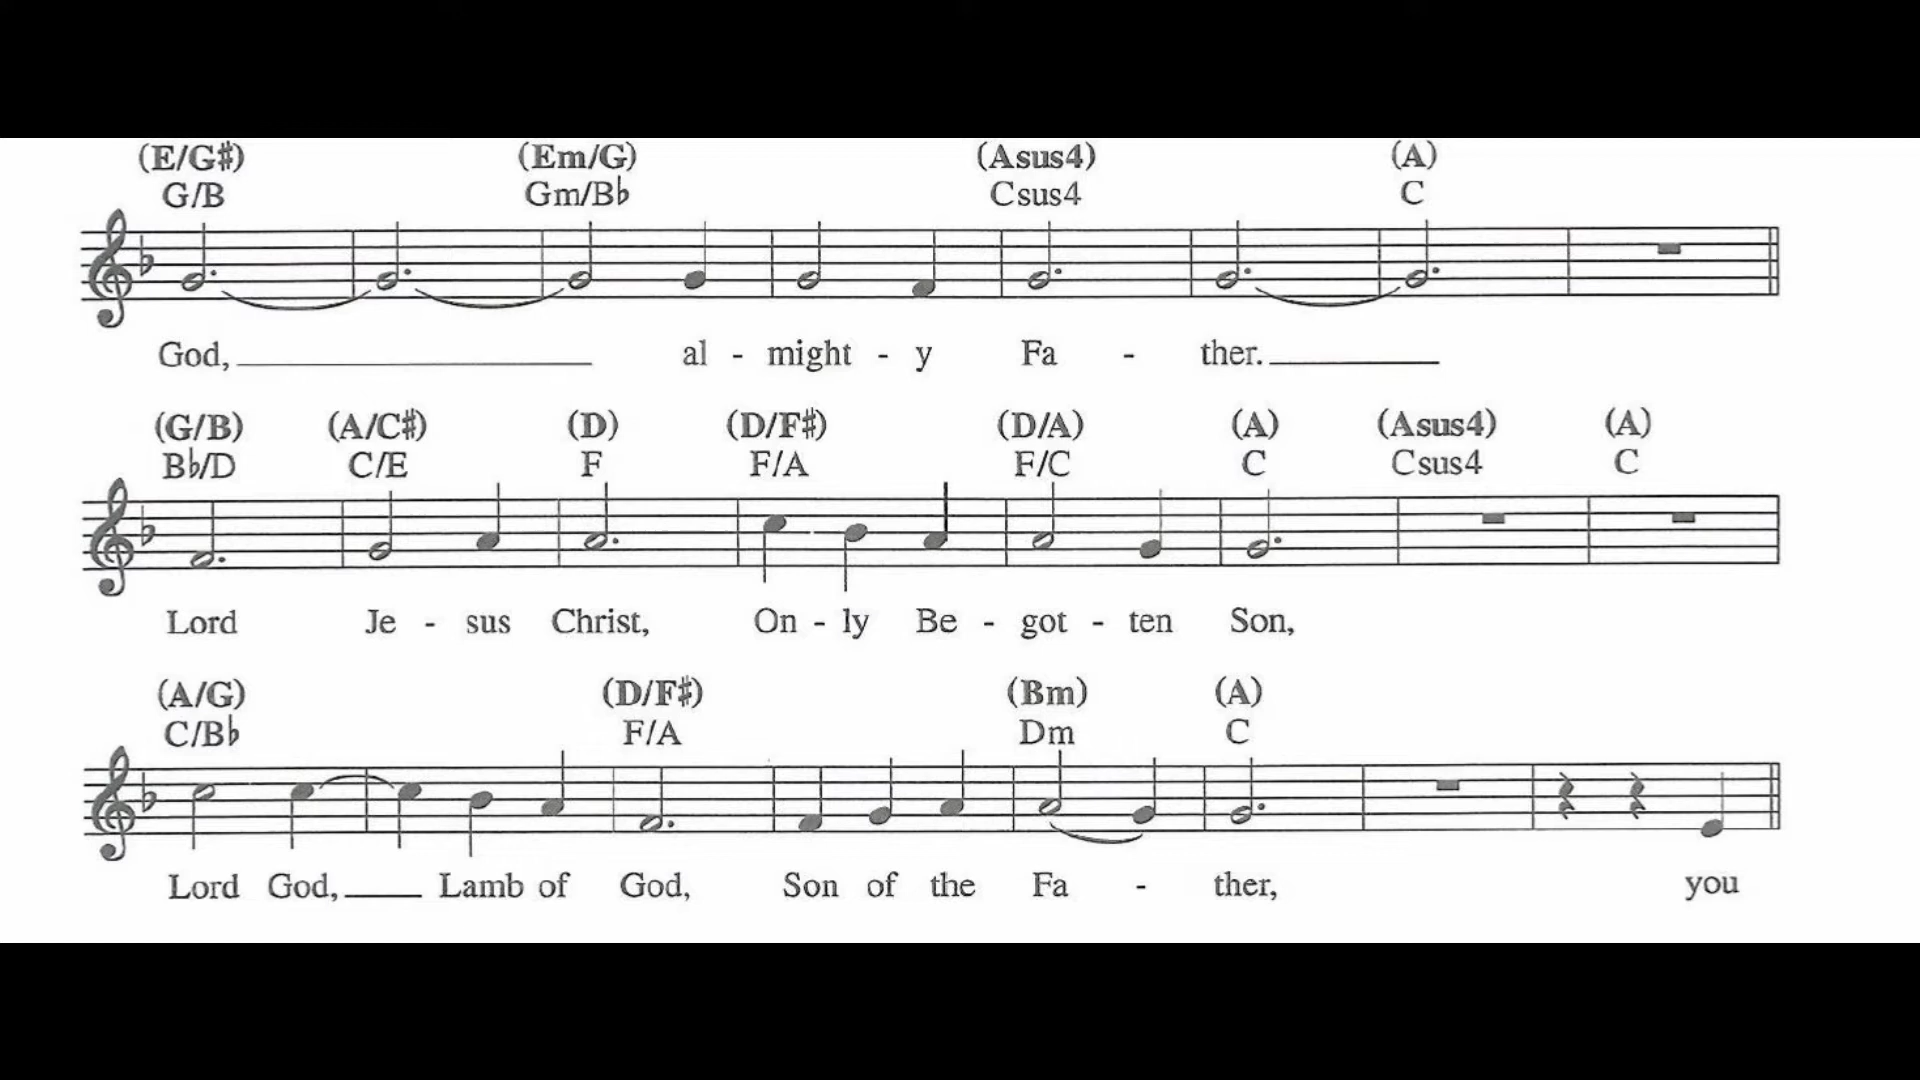 (E/G♯) (Em/G) (Asus4) (A)
G/B Gm/B♭ Csus4 C
God, al - might - y Fa - ther.
(G/B) (A/C♯) (D) (D/F♯) (D/A) (A) (Asus4) (A)
B♭/D C/E F F/A F/C C Csus4 C
Lord Je - sus Christ, On - ly Be - got - ten Son,
(A/G) (D/F♯) (Bm) (A)
C/B♭ F/A Dm C
Lord God, Lamb of God, Son of the Fa - ther, you